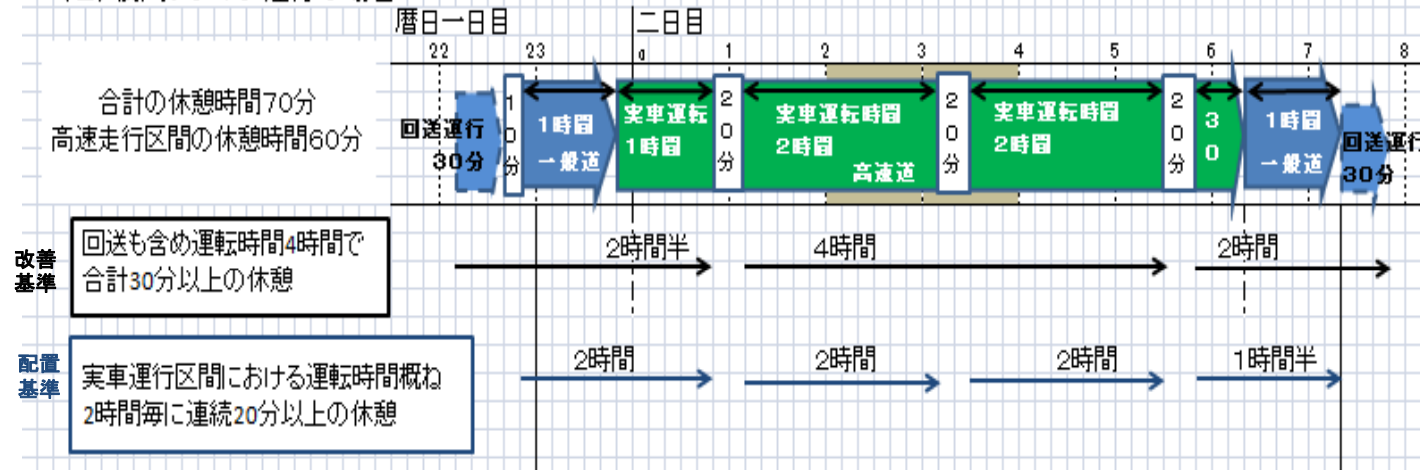 暦日一日目
二日目
22
23
0
1
2
3
4
5
6
7
8
合計の休憩時間70分
高速走行区間の休憩時間60分
回送運行
30分
10分
1時間
一般道
実車運転
1時間
20分
実車運転時間
2時間
高速道
20分
実車運転時間
2時間
20分
30
1時間
一般道
回送運行
30分
改善
基準
回送も含め運転時間4時間で
合計30分以上の休憩
2時間半
4時間
2時間
配置
基準
実車運行区間における運転時間概ね
2時間毎に連続20分以上の休憩
2時間
2時間
2時間
1時間半